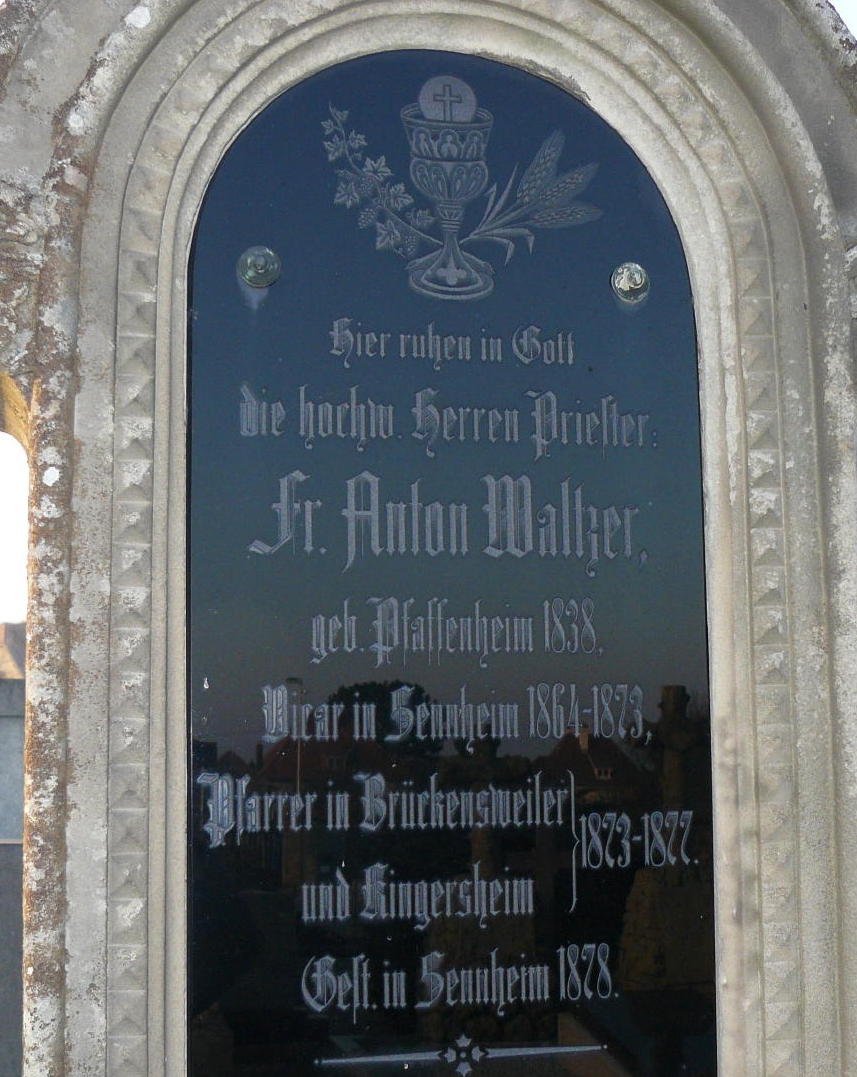 Hier ruhen in Gott
die hochw. Herren Priester:
Fr. Anton Waltzer,
geb. Pfaffenheim 1838,
Vicar in Sennheim 1864-1873,
Pfarrer in Brückensweiler
und Kingersheim } 1873-1877.
Gest. in Sennheim 1878.